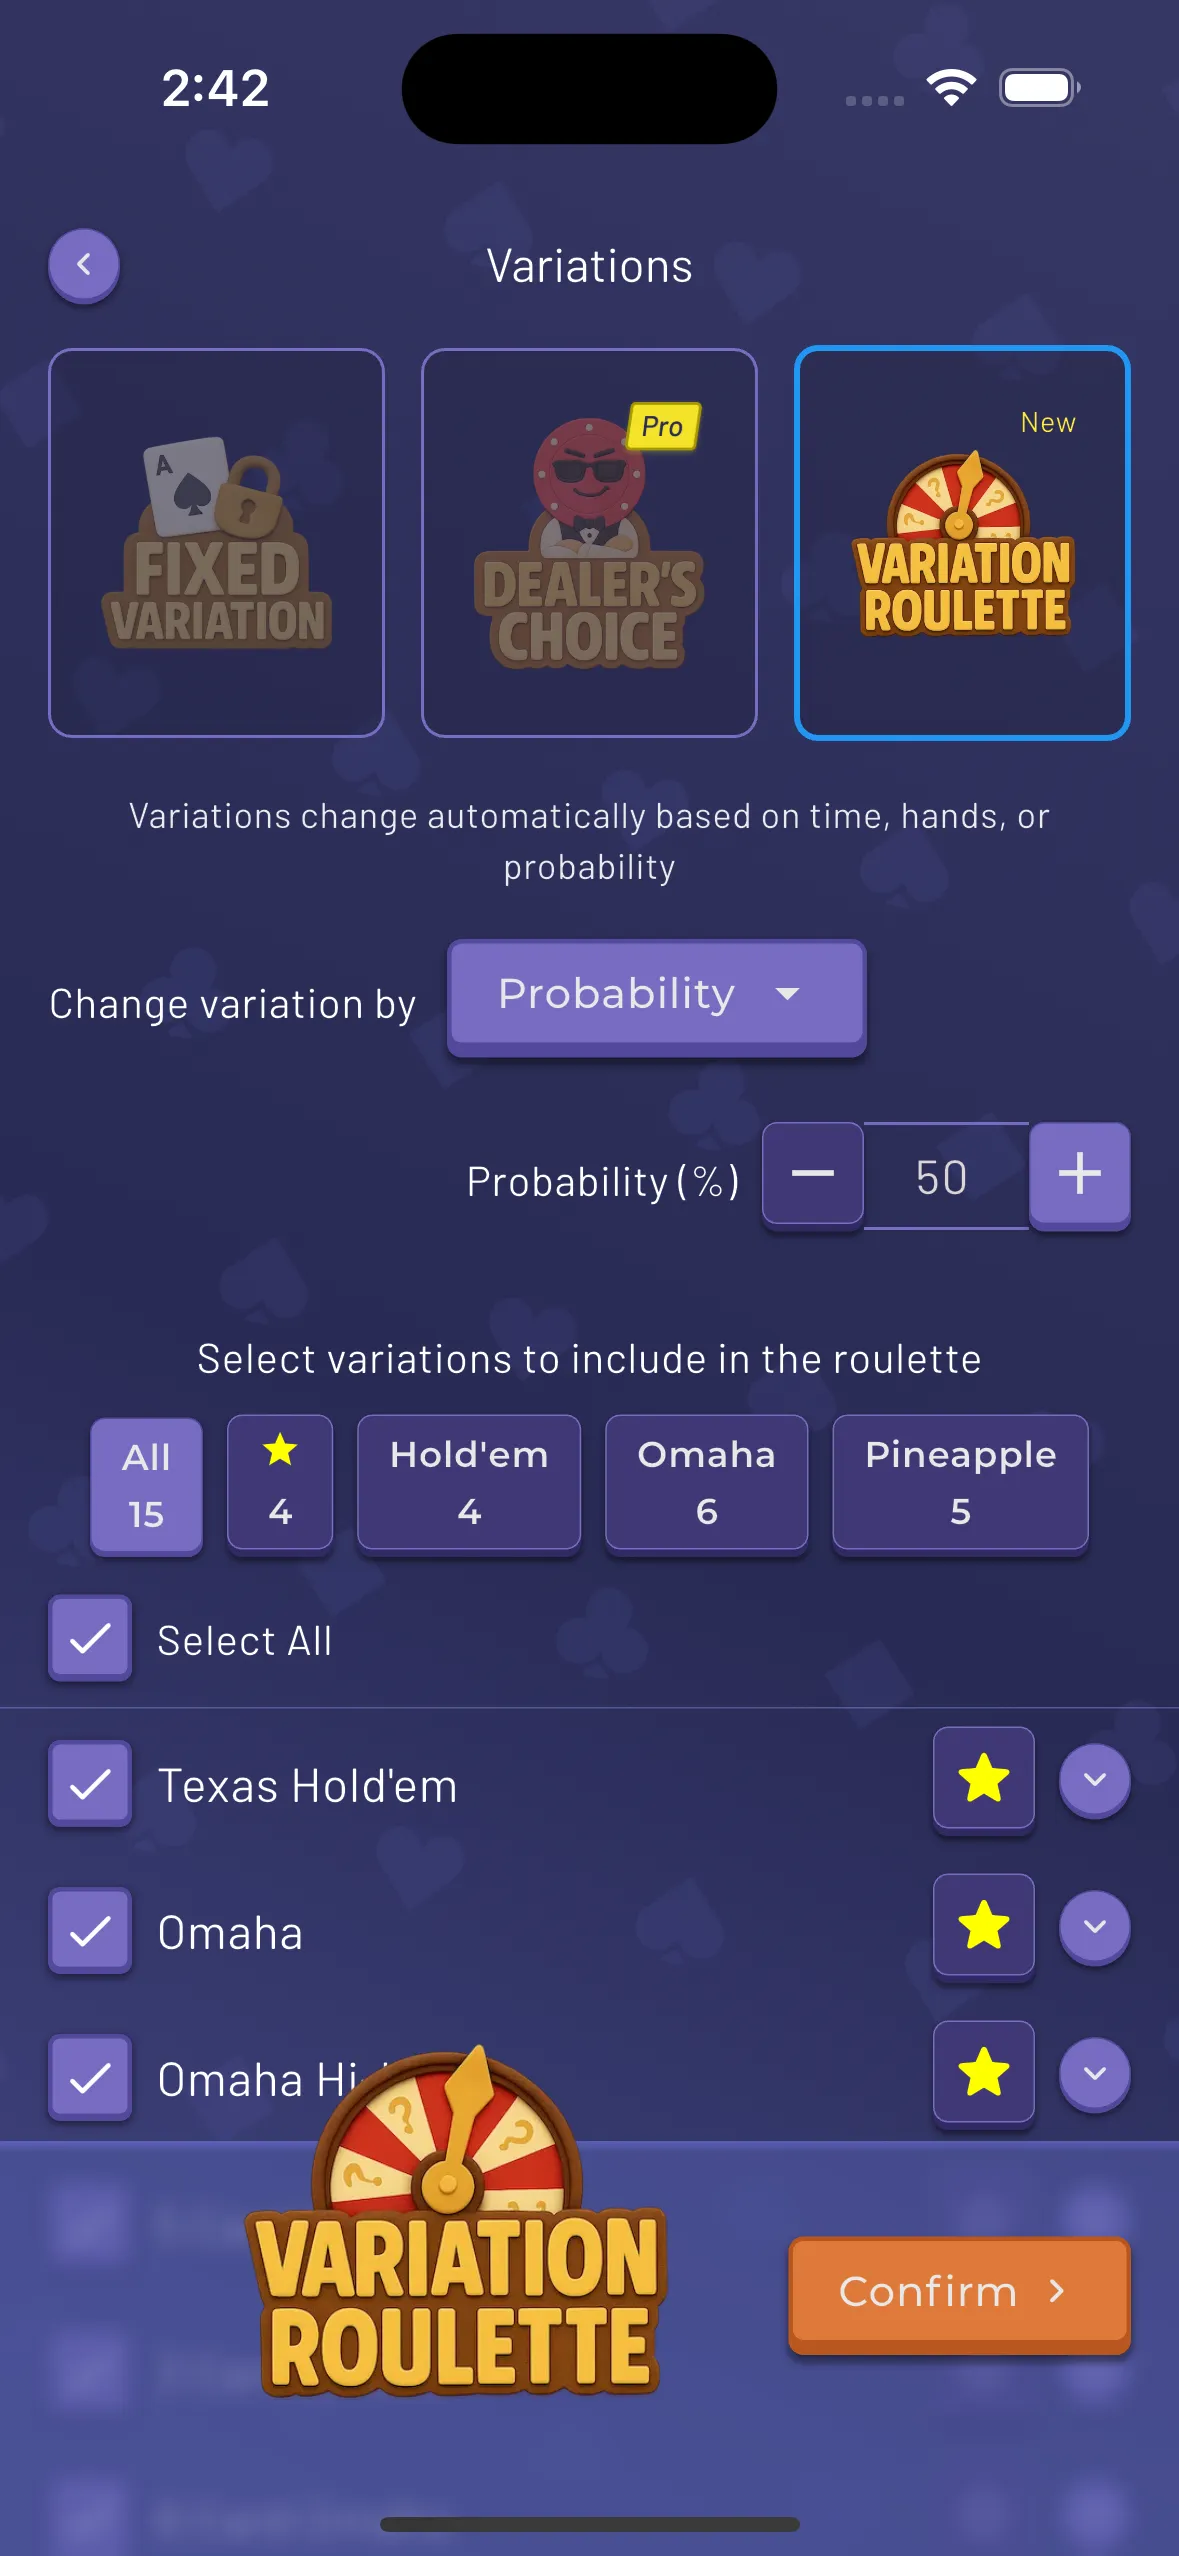 2:42
Variations
A
FIXED
VARIATION
Pro
DEALER'S
CHOICE
New
VARIATION
ROULETTE
Variations change automatically based on time, hands, or
probability
Change variation by
Probability
Probability (%)
50
Select variations to include in the roulette
All
15
4
Hold'em
4
Omaha
6
Pineapple
5
Select All
Texas Hold'em
Omaha
Omaha
VARIATION
ROULETTE
Confirm